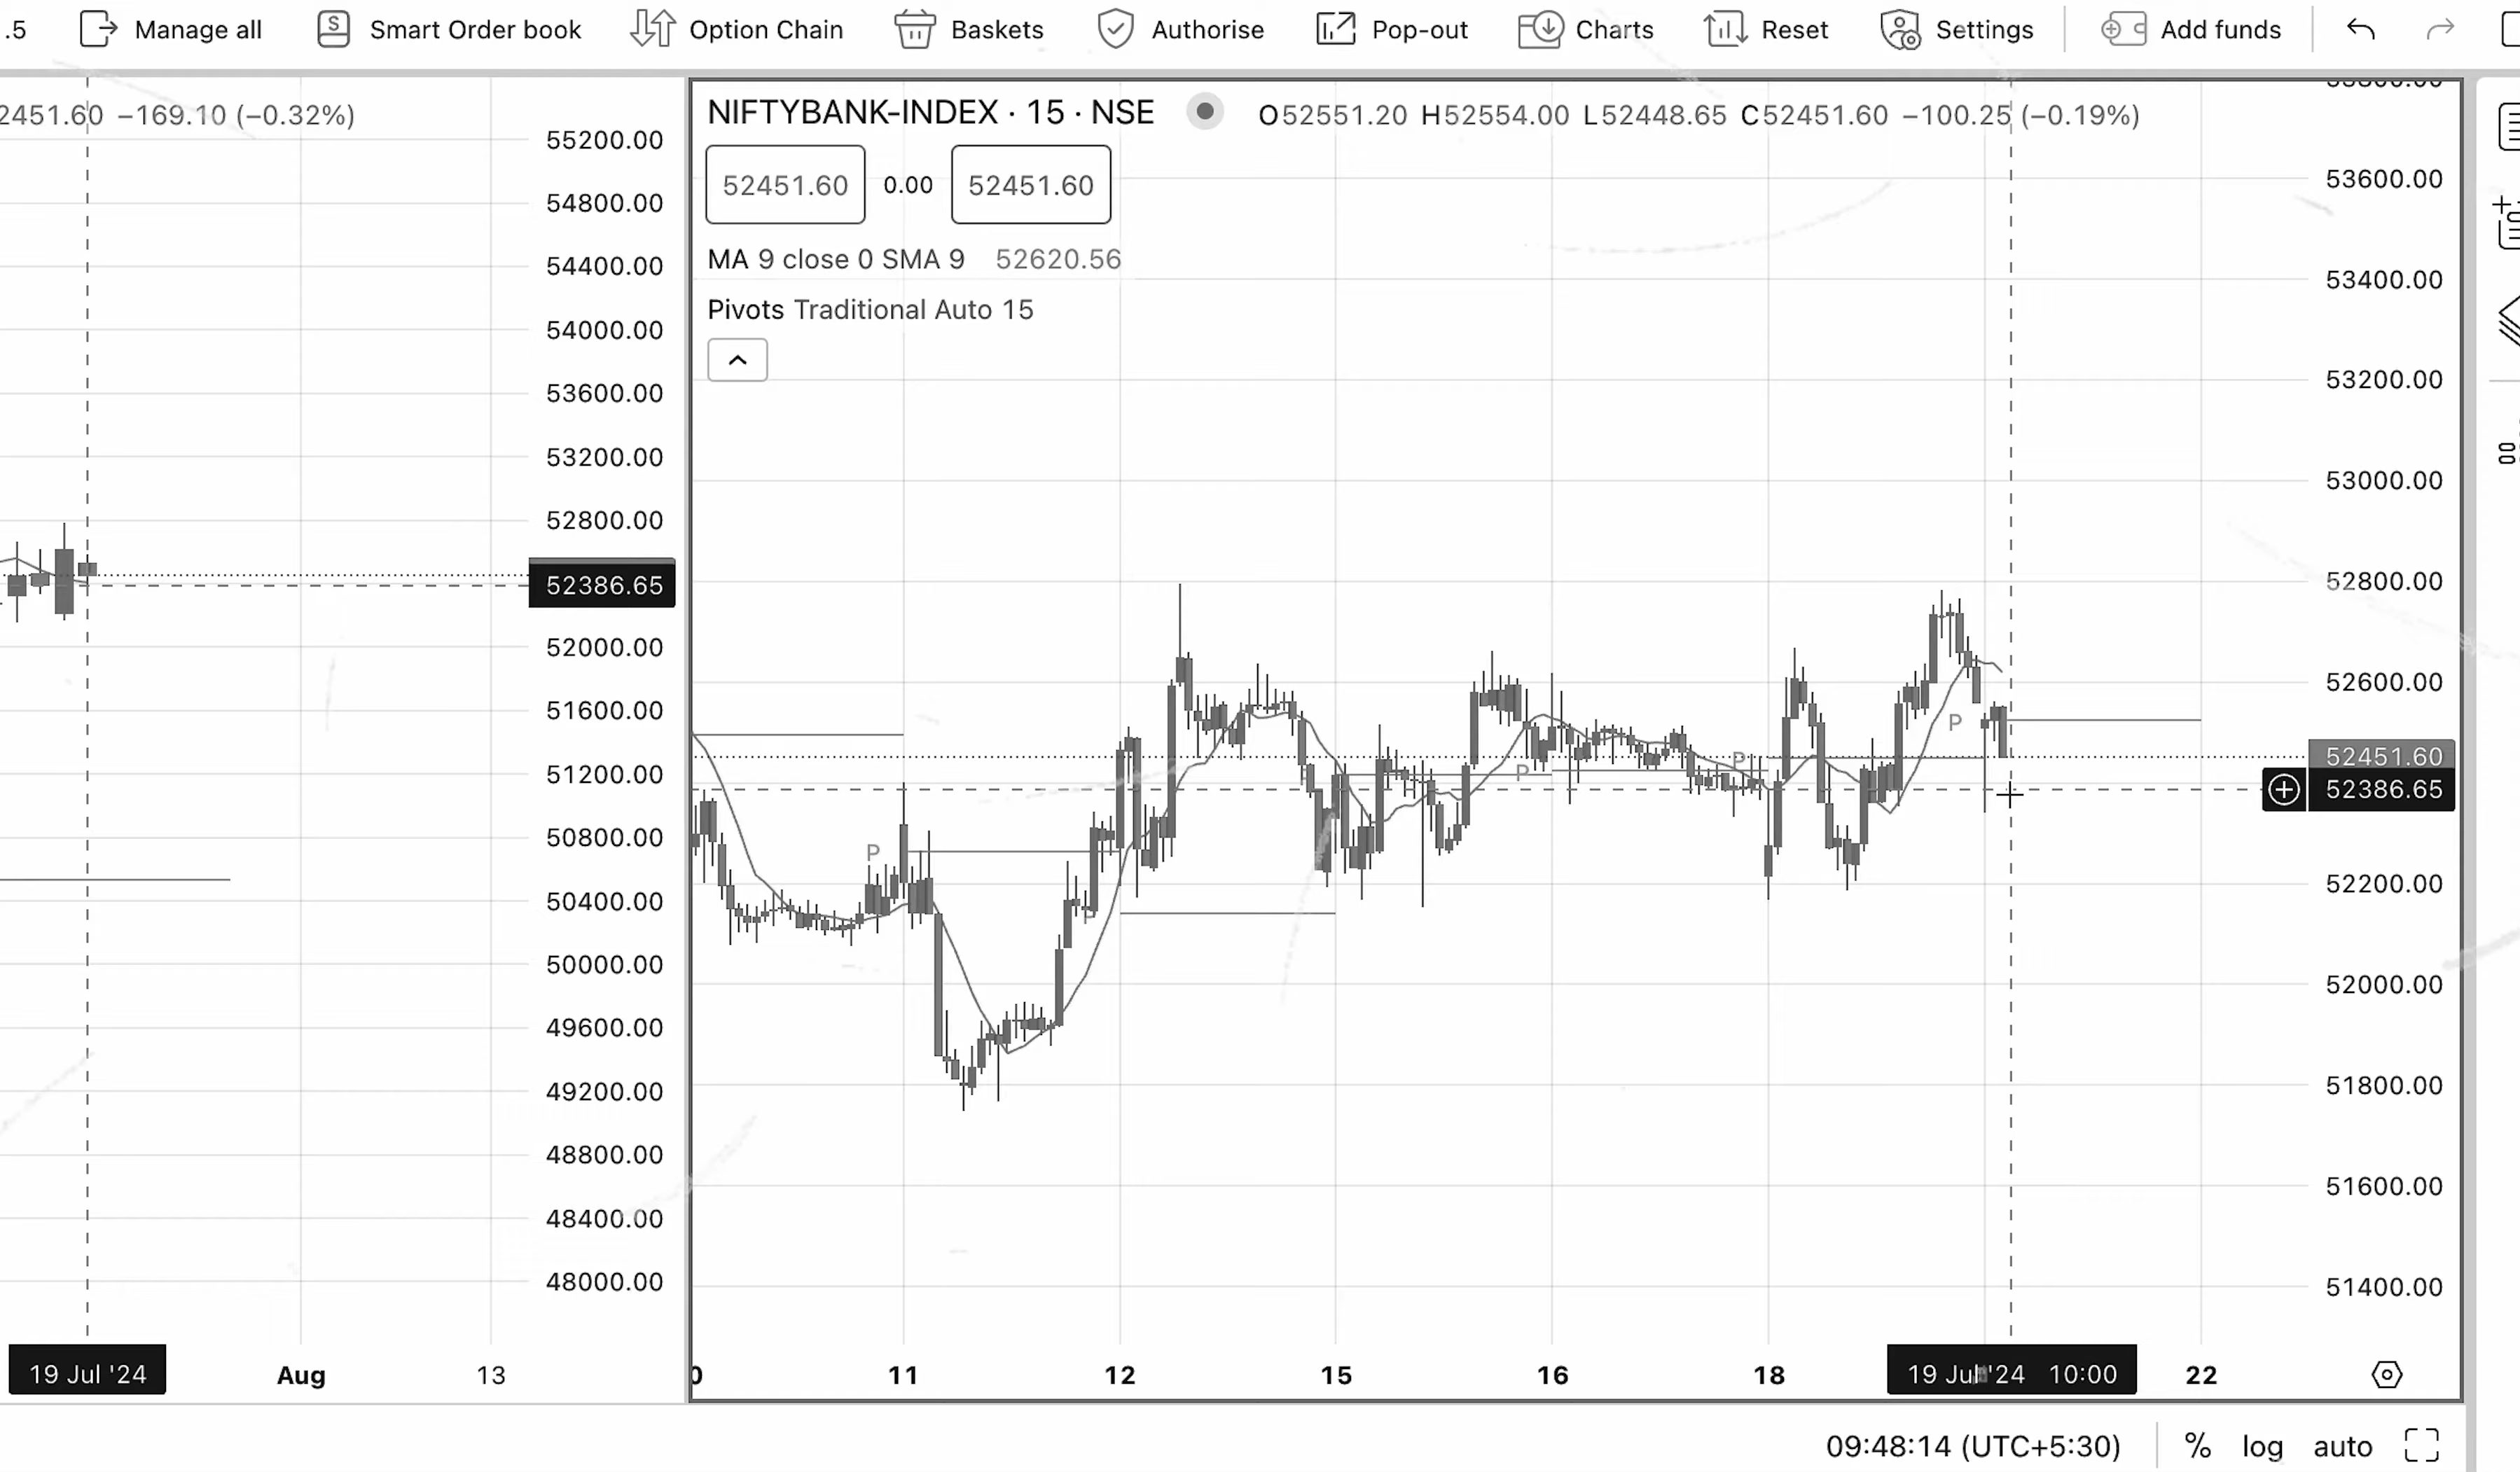 .5 Manage all Smart Order book Option Chain Baskets Authorise Pop-out Charts Reset Settings Add funds
2451.60 −169.10 (−0.32%)
55200.00
54800.00
54400.00
54000.00
53600.00
53200.00
52800.00
52386.65
52000.00
51600.00
51200.00
50800.00
50400.00
50000.00
49600.00
49200.00
48800.00
48400.00
48000.00
19 Jul '24 Aug 13
NIFTYBANK-INDEX · 15 · NSE O52551.20 H52554.00 L52448.65 C52451.60 −100.25 (−0.19%)
52451.60 0.00 52451.60
MA 9 close 0 SMA 9 52620.56
Pivots Traditional Auto 15
P
P
P
P
P
53600.00
53400.00
53200.00
53000.00
52800.00
52600.00
52451.60
52386.65
52200.00
52000.00
51800.00
51600.00
51400.00
0 11 12 15 16 18 19 Jul '24 10:00 22
09:48:14 (UTC+5:30) % log auto